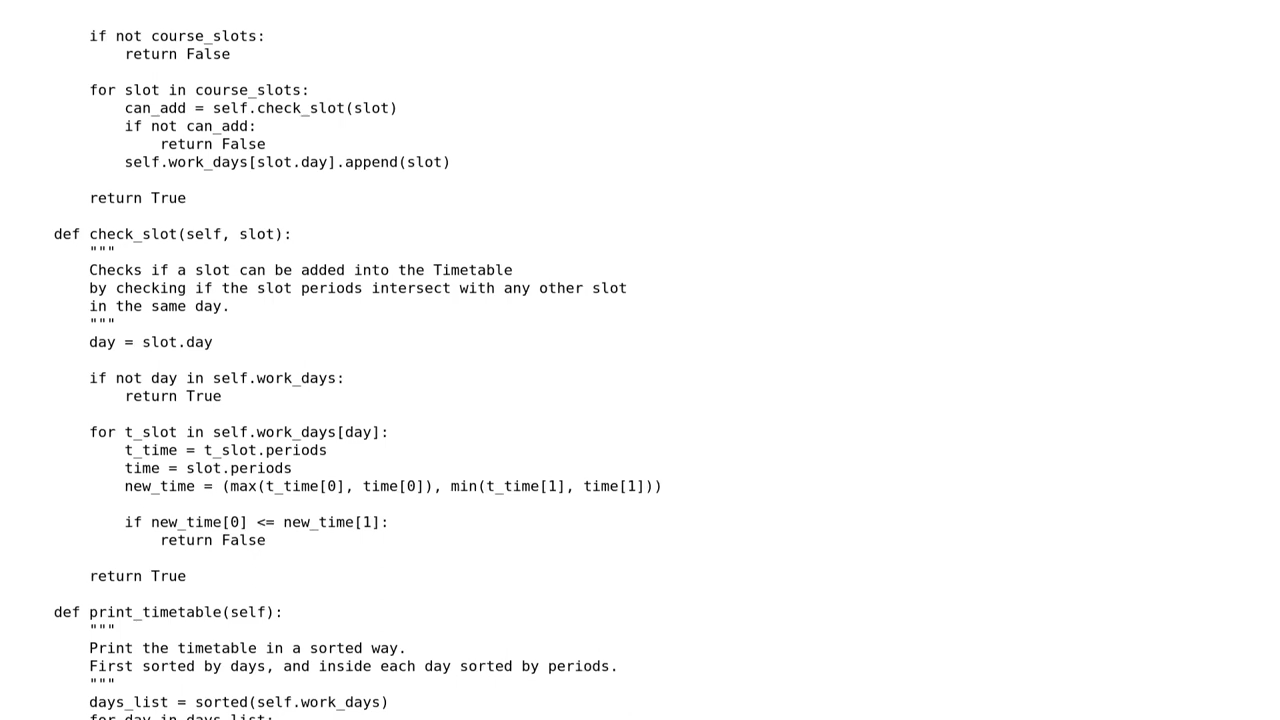 if not course_slots:
return False
for slot in course_slots:
can_add = self.check_slot(slot)
if not can_add:
return False
self.work_days[slot.day].append(slot)
return True
def check_slot(self, slot):
"""
Checks if a slot can be added into the Timetable
by checking if the slot periods intersect with any other slot
in the same day.
"""
day = slot.day
if not day in self.work_days:
return True
for t_slot in self.work_days[day]:
t_time = t_slot.periods
time = slot.periods
new_time = (max(t_time[0], time[0]), min(t_time[1], time[1]))
if new_time[0] <= new_time[1]:
return False
return True
def print_timetable(self):
"""
Print the timetable in a sorted way.
First sorted by days, and inside each day sorted by periods.
"""
days_list = sorted(self.work_days)
for day in days_list: